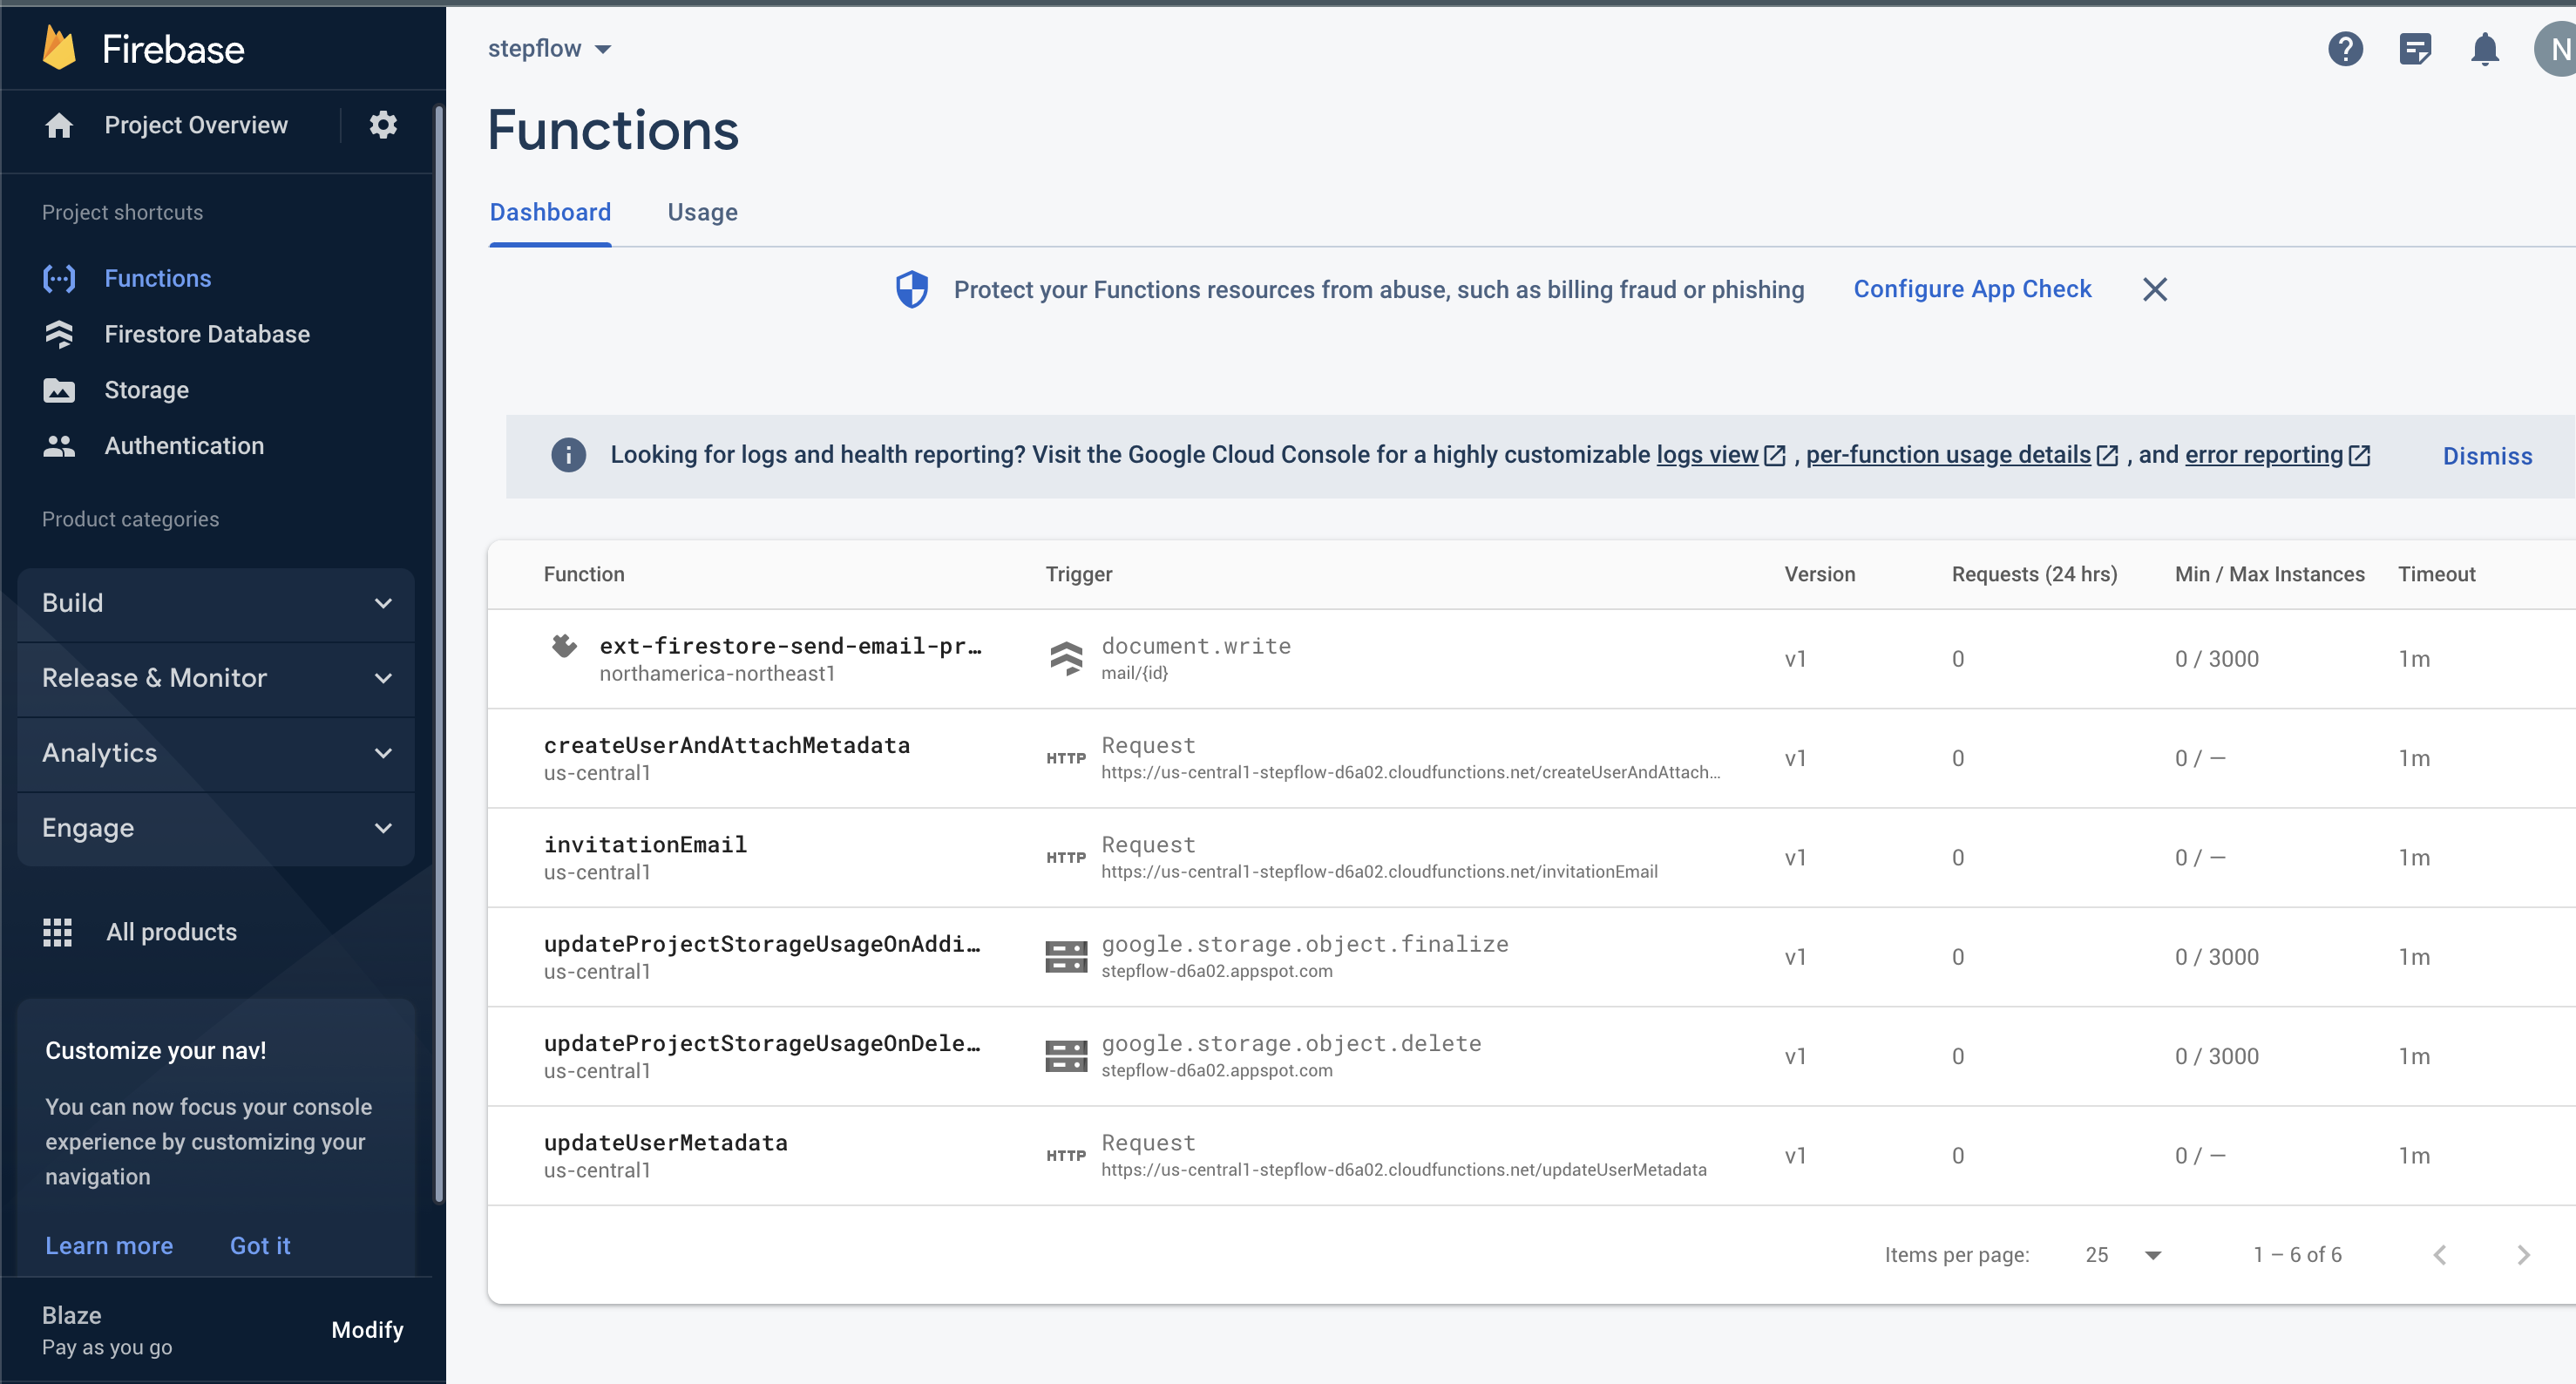 Firebase
Project Overview
Project shortcuts
Functions
Firestore Database
Storage
Authentication
Product categories
Build
Release & Monitor
Analytics
Engage
All products
Customize your nav!
You can now focus your console
experience by customizing your
navigation
Learn more Got it
Blaze
Pay as you go
Modify
stepflow
N
Functions
Dashboard Usage
Protect your Functions resources from abuse, such as billing fraud or phishing Configure App Check
Looking for logs and health reporting? Visit the Google Cloud Console for a highly customizable logs view , per-function usage details , and error reporting Dismiss
Function Trigger Version Requests (24 hrs) Min / Max Instances Timeout
ext-firestore-send-email-pr… document.write v1 0 0 / 3000 1m
northamerica-northeast1 mail/{id}
createUserAndAttachMetadata HTTP Request v1 0 0 / — 1m
us-central1 https://us-central1-stepflow-d6a02.cloudfunctions.net/createUserAndAttach...
invitationEmail HTTP Request v1 0 0 / — 1m
us-central1 https://us-central1-stepflow-d6a02.cloudfunctions.net/invitationEmail
updateProjectStorageUsageOnAddi… google.storage.object.finalize v1 0 0 / 3000 1m
us-central1 stepflow-d6a02.appspot.com
updateProjectStorageUsageOnDele… google.storage.object.delete v1 0 0 / 3000 1m
us-central1 stepflow-d6a02.appspot.com
updateUserMetadata HTTP Request v1 0 0 / — 1m
us-central1 https://us-central1-stepflow-d6a02.cloudfunctions.net/updateUserMetadata
Items per page: 25 1 – 6 of 6